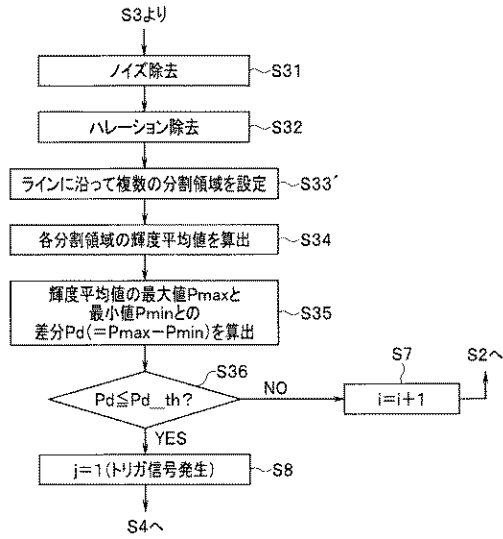 S3より
ノイズ除去
S31
ハレーション除去
S32
ラインに沿って複数の分割領域を設定
S33′
各分割領域の輝度平均値を算出
S34
輝度平均値の最大値Pmaxと
最小値Pminとの
差分Pd(=Pmax−Pmin)を算出
S35
S36
Pd≦Pd__th?
NO
S7
i=i+1
S2へ
YES
j=1(トリガ信号発生)
S8
S4へ